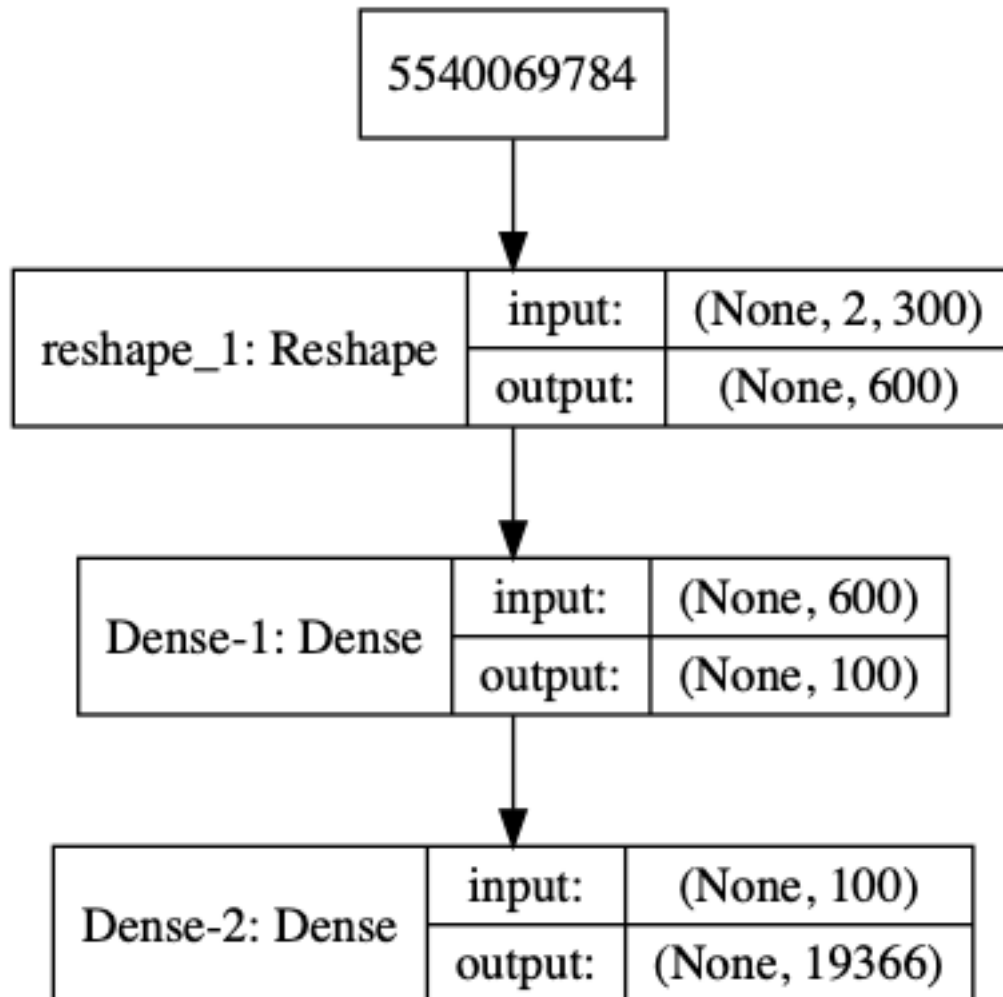 5540069784
reshape_1: Reshape
input: (None, 2, 300)
output: (None, 600)
Dense-1: Dense
input: (None, 600)
output: (None, 100)
Dense-2: Dense
input: (None, 100)
output: (None, 19366)